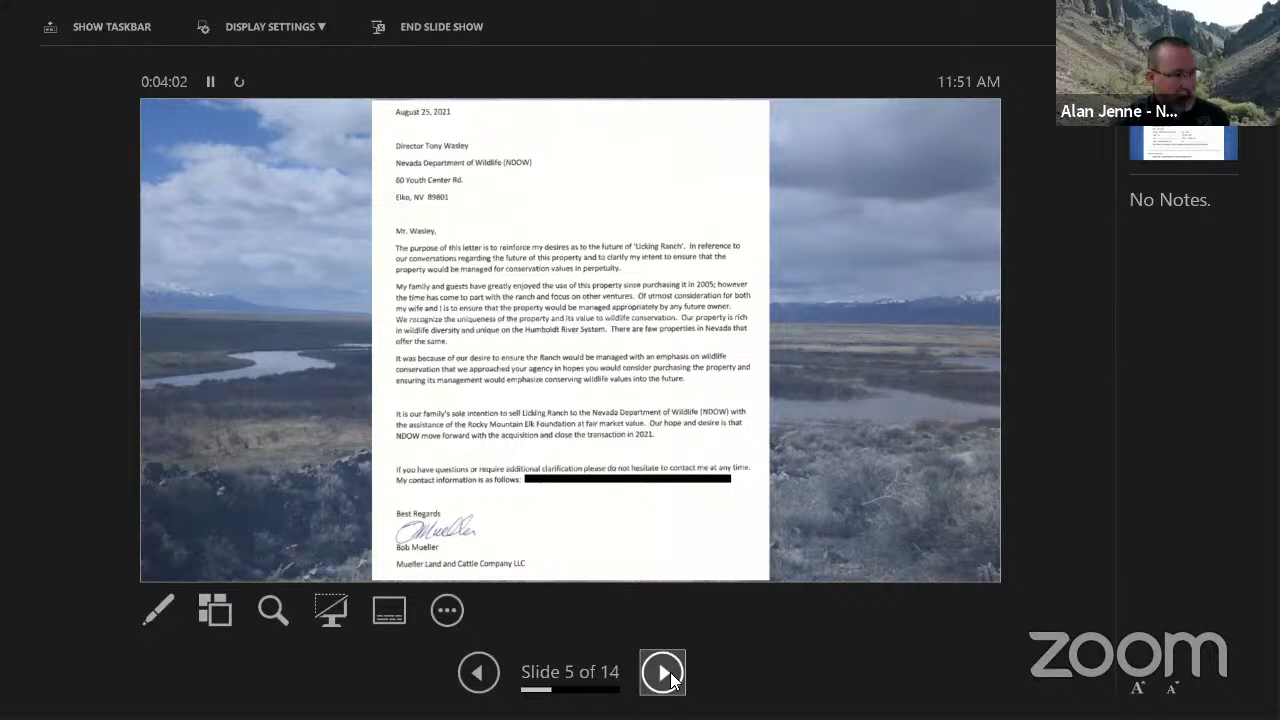 SHOW TASKBAR
DISPLAY SETTINGS ▼
END SLIDE SHOW
Alan Jenne - N...
0:04:02
11:51 AM
No Notes.
August 25, 2021
Director Tony Wasley
Nevada Department of Wildlife (NDOW)
60 Youth Center Rd.
Elko, NV 89801
Mr. Wasley,
The purpose of this letter is to reinforce my desires as to the future of 'Licking Ranch'. In reference to
our conversations regarding the future of this property and to clarify my intent to ensure that the
property would be managed for conservation values in perpetuity.
My family and guests have greatly enjoyed the use of this property since purchasing it in 2005; however
the time has come to part with the ranch and focus on other ventures. Of utmost consideration for both
my wife and I is to ensure that the property would be managed appropriately by any future owner.
We recognize the uniqueness of the property and its value to wildlife conservation. Our property is rich
in wildlife diversity and unique on the Humboldt River System. There are few properties in Nevada that
offer the same.
It was because of our desire to ensure the Ranch would be managed with an emphasis on wildlife
conservation that we approached your agency in hopes you would consider purchasing the property and
ensuring its management would emphasize conserving wildlife values into the future.
It is our family's sole intention to sell Licking Ranch to the Nevada Department of Wildlife (NDOW) with
the assistance of the Rocky Mountain Elk Foundation at fair market value. Our hope and desire is that
NDOW move forward with the acquisition and close the transaction in 2021.
If you have questions or require additional clarification please do not hesitate to contact me at any time.
My contact information is as follows:
Best Regards
Mueller
Bob Mueller
Mueller Land and Cattle Company LLC
Slide 5 of 14
zoom
A A